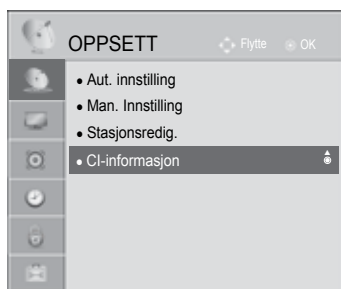 OPPSETT
Flytte OK
• Aut. innstilling
• Man. Innstilling
• Stasjonsredig.
• CI-informasjon